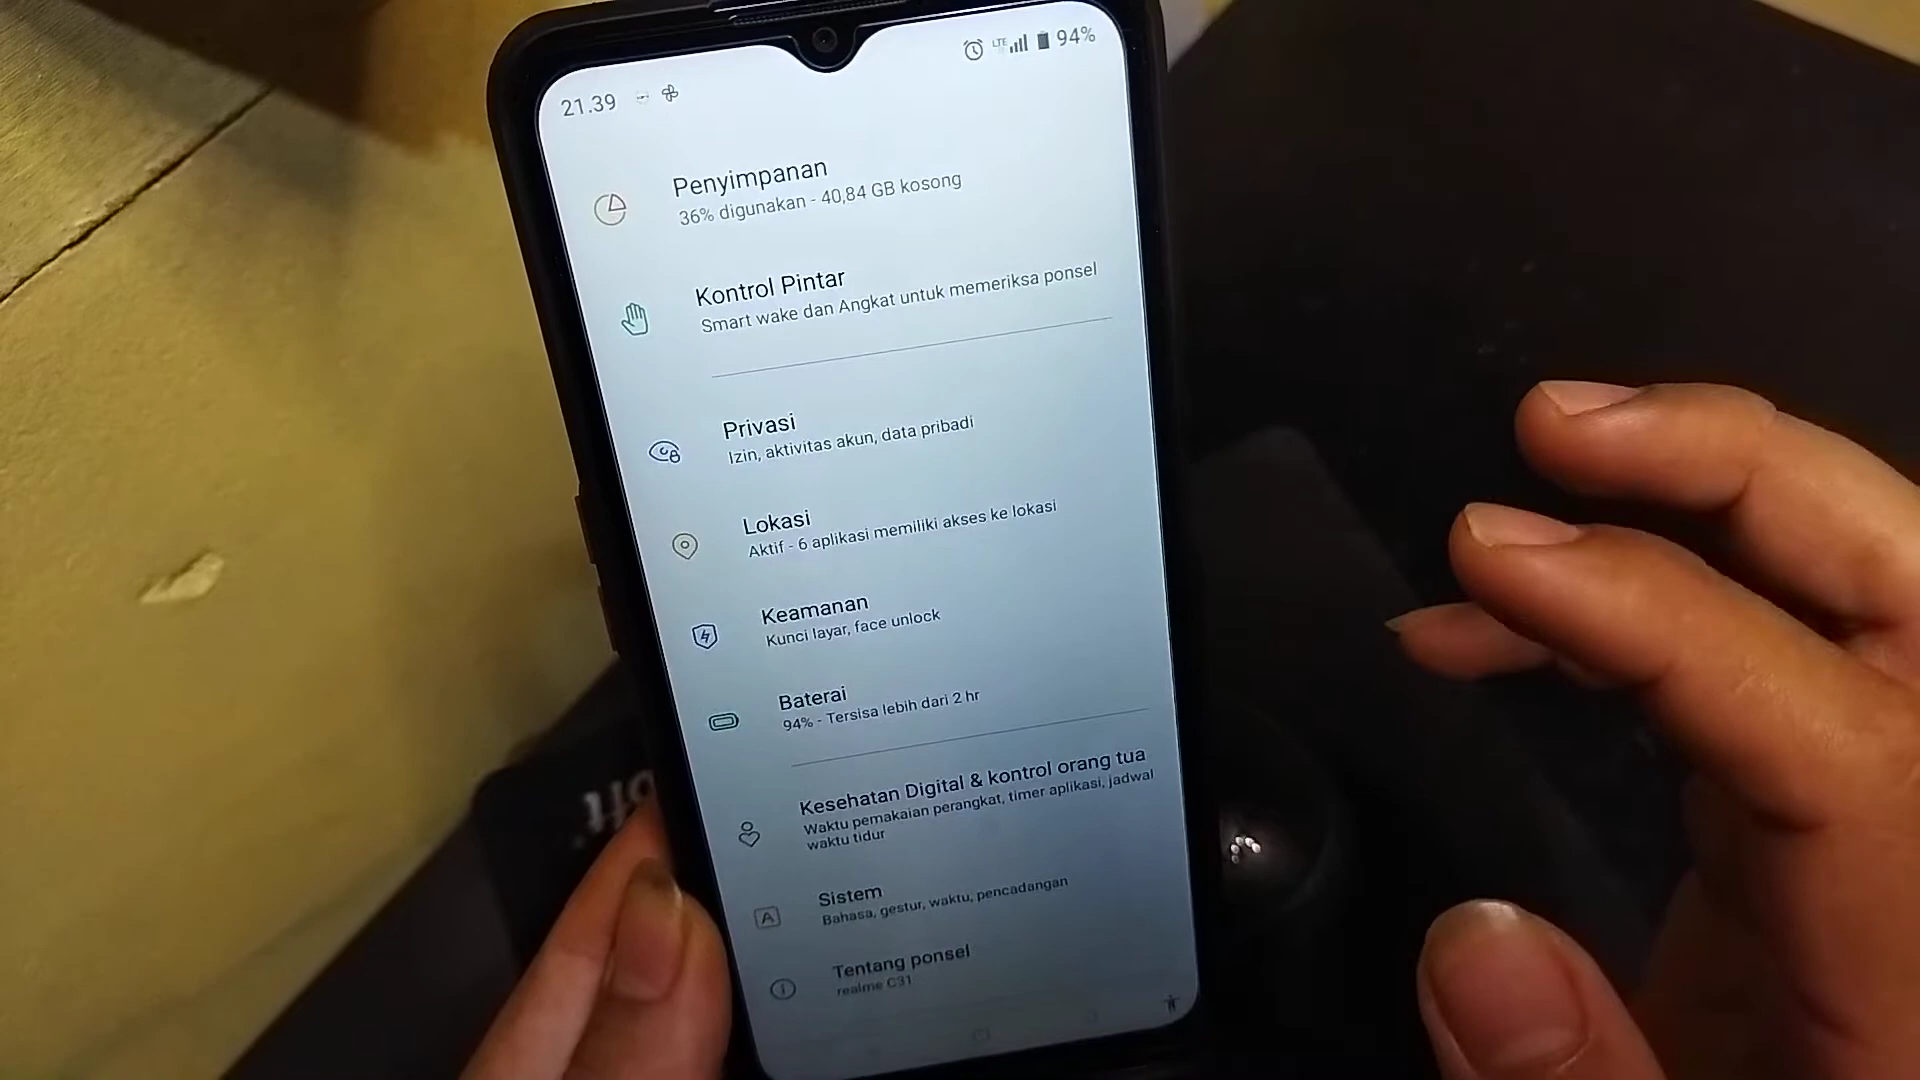 21.39
LTE 94%
Penyimpanan
36% digunakan - 40,84 GB kosong
Kontrol Pintar
Smart wake dan Angkat untuk memeriksa ponsel
Privasi
Izin, aktivitas akun, data pribadi
Lokasi
Aktif - 6 aplikasi memiliki akses ke lokasi
Keamanan
Kunci layar, face unlock
Baterai
94% - Tersisa lebih dari 2 hr
Kesehatan Digital & kontrol orang tua
Waktu pemakaian perangkat, timer aplikasi, jadwal
waktu tidur
Sistem
Bahasa, gestur, waktu, pencadangan
Tentang ponsel
realme C31